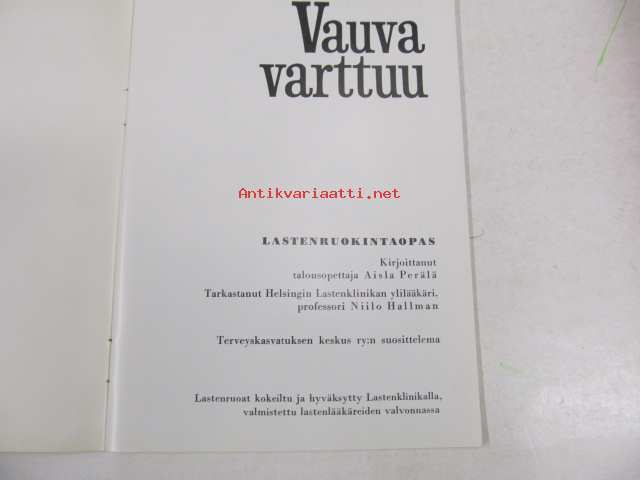 Vauva
varttuu
Antikvariaatti.net
LASTENRUOKINTAOPAS
Kirjoittanut
talousopettaja Aisla Perälä
Tarkastanut Helsingin Lastenklinikan ylilääkäri,
professori Niilo Hallman
Terveyskasvatuksen keskus ry:n suosittelema
Lastenruoat kokeiltu ja hyväksytty Lastenklinikalla,
valmistettu lastenlääkäreiden valvonnassa